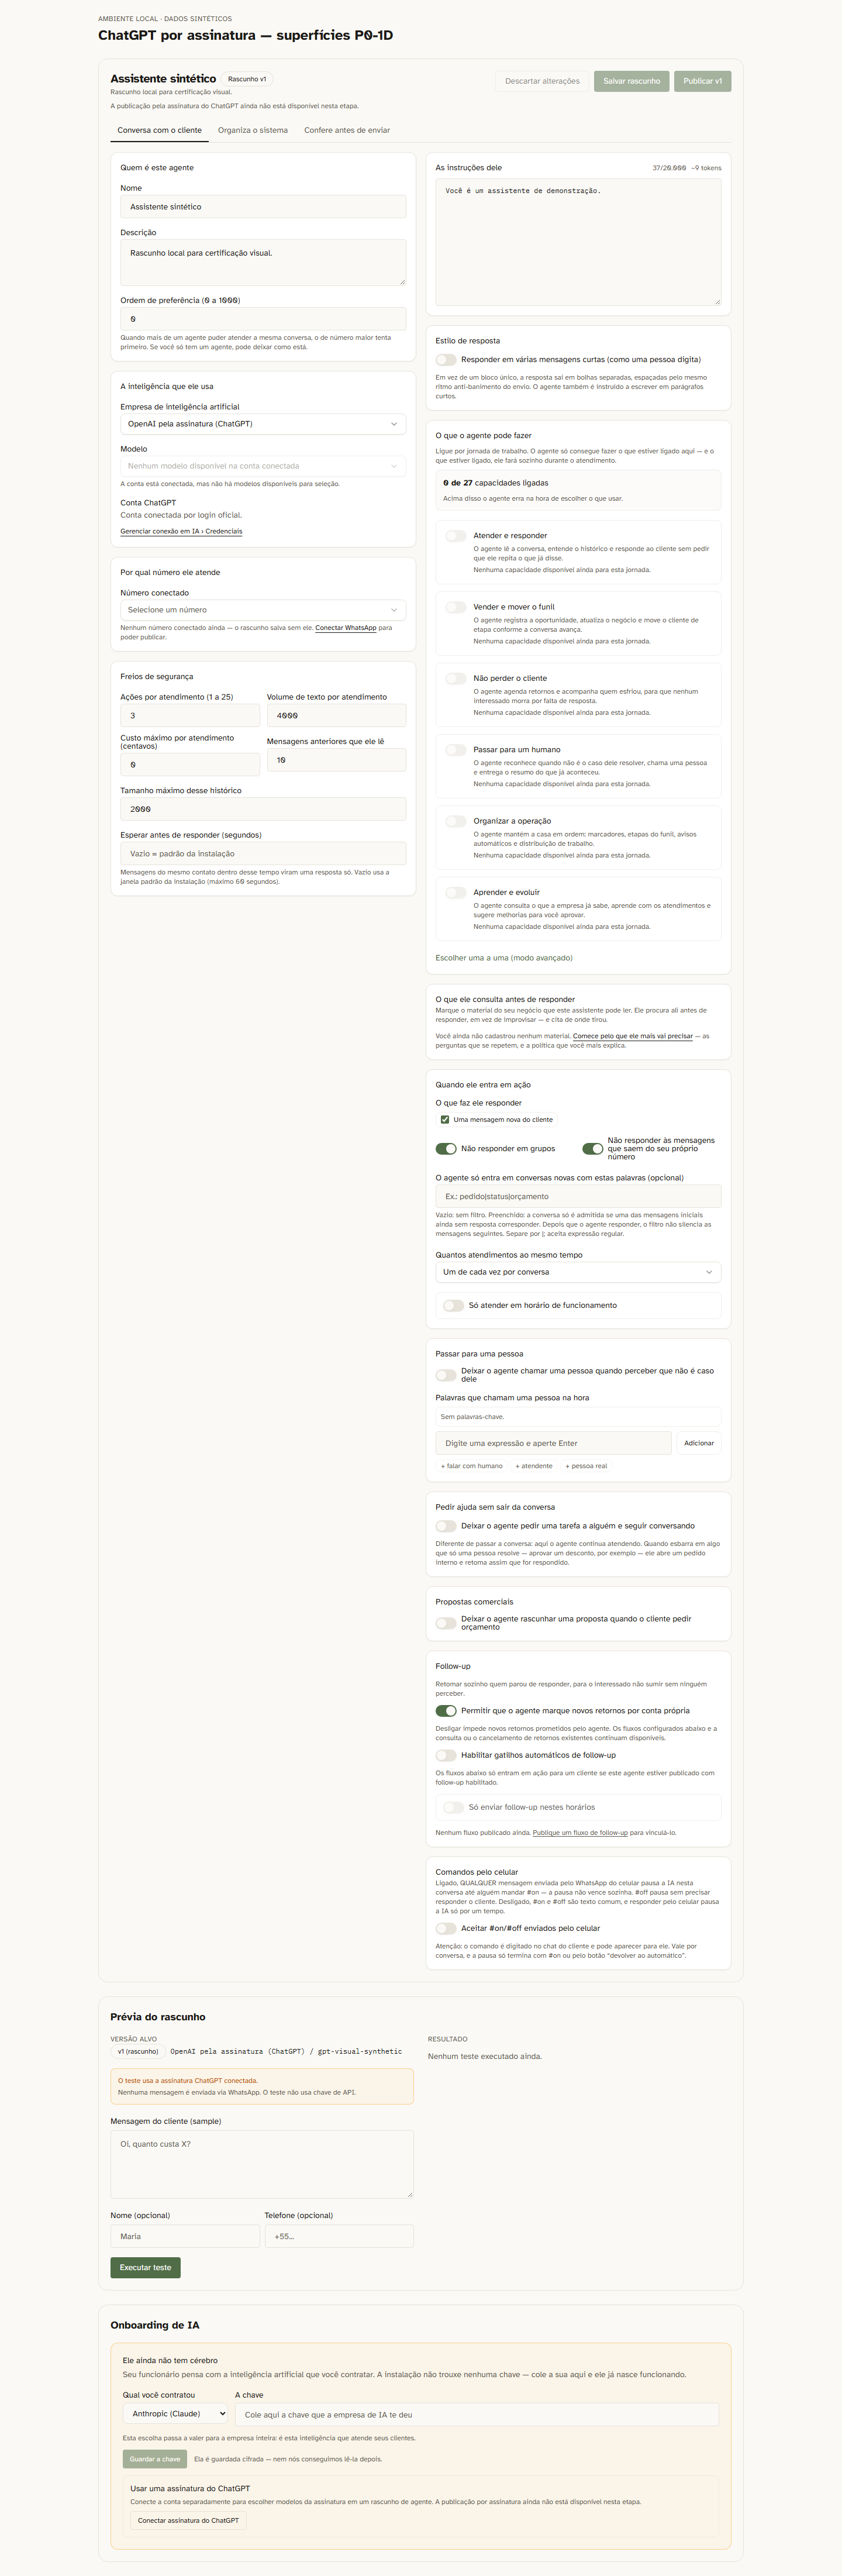 AMBIENTE LOCAL · DADOS SINTÉTICOS
ChatGPT por assinatura — superfícies P0-1D
Assistente sintético
Rascunho v1
Rascunho local para certificação visual.
A publicação pela assinatura do ChatGPT ainda não está disponível nesta etapa.
Descartar alterações
Salvar rascunho
Publicar v1
Conversa com o cliente
Organiza o sistema
Confere antes de enviar
Quem é este agente
Nome
Assistente sintético
Descrição
Rascunho local para certificação visual.
Ordem de preferência (0 a 1000)
0
Quando mais de um agente puder atender a mesma conversa, o de número maior tenta
primeiro. Se você só tem um agente, pode deixar como está.
A inteligência que ele usa
Empresa de inteligência artificial
OpenAI pela assinatura (ChatGPT)
Modelo
Nenhum modelo disponível na conta conectada
A conta está conectada, mas não há modelos disponíveis para seleção.
Conta ChatGPT
Conta conectada por login oficial.
Gerenciar conexão em IA › Credenciais
Por qual número ele atende
Número conectado
Selecione um número
Nenhum número conectado ainda — o rascunho salva sem ele. Conectar WhatsApp para
poder publicar.
Freios de segurança
Ações por atendimento (1 a 25)
3
Volume de texto por atendimento
4000
Custo máximo por atendimento
(centavos)
0
Mensagens anteriores que ele lê
10
Tamanho máximo desse histórico
2000
Esperar antes de responder (segundos)
Vazio = padrão da instalação
Mensagens do mesmo contato dentro desse tempo viram uma resposta só. Vazio usa a
janela padrão da instalação (máximo 60 segundos).
As instruções dele
37/20.000 ~9 tokens
Você é um assistente de demonstração.
Estilo de resposta
Responder em várias mensagens curtas (como uma pessoa digita)
Em vez de um bloco único, a resposta sai em bolhas separadas, espaçadas pelo mesmo
ritmo anti-banimento do envio. O agente também é instruído a escrever em parágrafos
curtos.
O que o agente pode fazer
Ligue por jornada de trabalho. O agente só consegue fazer o que estiver ligado aqui — e o
que estiver ligado, ele fará sozinho durante o atendimento.
0 de 27 capacidades ligadas
Acima disso o agente erra na hora de escolher o que usar.
Atender e responder
O agente lê a conversa, entende o histórico e responde ao cliente sem pedir
que ele repita o que já disse.
Nenhuma capacidade disponível ainda para esta jornada.
Vender e mover o funil
O agente registra a oportunidade, atualiza o negócio e move o cliente de
etapa conforme a conversa avança.
Nenhuma capacidade disponível ainda para esta jornada.
Não perder o cliente
O agente agenda retornos e acompanha quem esfriou, para que nenhum
interessado morra por falta de resposta.
Nenhuma capacidade disponível ainda para esta jornada.
Passar para um humano
O agente reconhece quando não é o caso dele resolver, chama uma pessoa
e entrega o resumo do que já aconteceu.
Nenhuma capacidade disponível ainda para esta jornada.
Organizar a operação
O agente mantém a casa em ordem: marcadores, etapas do funil, avisos
automáticos e distribuição de trabalho.
Nenhuma capacidade disponível ainda para esta jornada.
Aprender e evoluir
O agente consulta o que a empresa já sabe, aprende com os atendimentos e
sugere melhorias para você aprovar.
Nenhuma capacidade disponível ainda para esta jornada.
Escolher uma a uma (modo avançado)
O que ele consulta antes de responder
Marque o material do seu negócio que este assistente pode ler. Ele procura ali antes de
responder, em vez de improvisar — e cita de onde tirou.
Você ainda não cadastrou nenhum material. Comece pelo que ele mais vai precisar — as
perguntas que se repetem, e a política que você mais explica.
Quando ele entra em ação
O que faz ele responder
Uma mensagem nova do cliente
Não responder em grupos
Não responder às mensagens
que saem do seu próprio
número
O agente só entra em conversas novas com estas palavras (opcional)
Ex.: pedido|status|orçamento
Vazio: sem filtro. Preenchido: a conversa só é admitida se uma das mensagens iniciais
ainda sem resposta corresponder. Depois que o agente responder, o filtro não silencia as
mensagens seguintes. Separe por |; aceita expressão regular.
Quantos atendimentos ao mesmo tempo
Um de cada vez por conversa
Só atender em horário de funcionamento
Passar para uma pessoa
Deixar o agente chamar uma pessoa quando perceber que não é caso
dele
Palavras que chamam uma pessoa na hora
Sem palavras-chave.
Digite uma expressão e aperte Enter
Adicionar
+ falar com humano
+ atendente
+ pessoa real
Pedir ajuda sem sair da conversa
Deixar o agente pedir uma tarefa a alguém e seguir conversando
Diferente de passar a conversa: aqui o agente continua atendendo. Quando esbarra em algo
que só uma pessoa resolve — aprovar um desconto, por exemplo — ele abre um pedido
interno e retoma assim que for respondido.
Propostas comerciais
Deixar o agente rascunhar uma proposta quando o cliente pedir
orçamento
Follow-up
Retomar sozinho quem parou de responder, para o interessado não sumir sem ninguém
perceber.
Permitir que o agente marque novos retornos por conta própria
Desligar impede novos retornos prometidos pelo agente. Os fluxos configurados abaixo e a
consulta ou o cancelamento de retornos existentes continuam disponíveis.
Habilitar gatilhos automáticos de follow-up
Os fluxos abaixo só entram em ação para um cliente se este agente estiver publicado com
follow-up habilitado.
Só enviar follow-up nestes horários
Nenhum fluxo publicado ainda. Publique um fluxo de follow-up para vinculá-lo.
Comandos pelo celular
Ligado, QUALQUER mensagem enviada pelo WhatsApp do celular pausa a IA nesta
conversa até alguém mandar #on — a pausa não vence sozinha. #off pausa sem precisar
responder o cliente. Desligado, #on e #off são texto comum, e responder pelo celular pausa
a IA só por um tempo.
Aceitar #on/#off enviados pelo celular
Atenção: o comando é digitado no chat do cliente e pode aparecer para ele. Vale por
conversa, e a pausa só termina com #on ou pelo botão "devolver ao automático".
Prévia do rascunho
VERSÃO ALVO
v1 (rascunho)
OpenAI pela assinatura (ChatGPT) / gpt-visual-synthetic
O teste usa a assinatura ChatGPT conectada.
Nenhuma mensagem é enviada via WhatsApp. O teste não usa chave de API.
Mensagem do cliente (sample)
Oi, quanto custa X?
Nome (opcional)
Maria
Telefone (opcional)
+55...
Executar teste
RESULTADO
Nenhum teste executado ainda.
Onboarding de IA
Ele ainda não tem cérebro
Seu funcionário pensa com a inteligência artificial que você contratar. A instalação não trouxe nenhuma chave — cole a sua aqui e ele já nasce funcionando.
Qual você contratou
Anthropic (Claude)
A chave
Cole aqui a chave que a empresa de IA te deu
Esta escolha passa a valer para a empresa inteira: é esta inteligência que atende seus clientes.
Guardar a chave
Ela é guardada cifrada — nem nós conseguimos lê-la depois.
Usar uma assinatura do ChatGPT
Conecte a conta separadamente para escolher modelos da assinatura em um rascunho de agente. A publicação por assinatura ainda não está disponível nesta etapa.
Conectar assinatura do ChatGPT